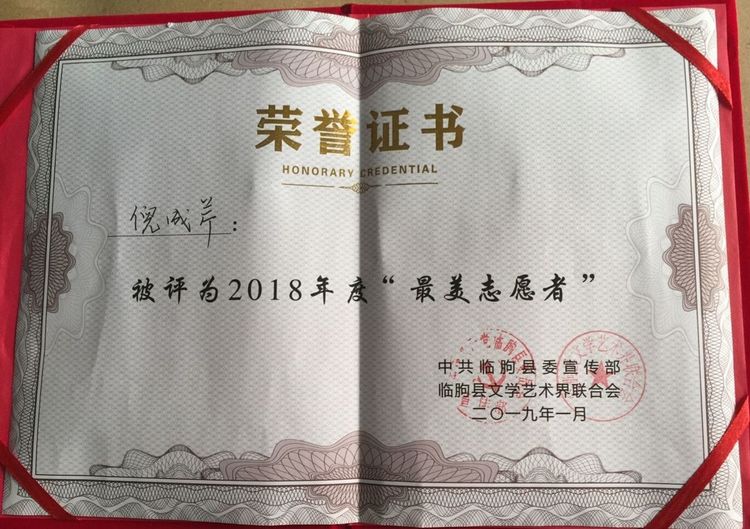 荣誉证书
HONORARY CREDENTIAL
倪成芹：
被评为2018年度“最美志愿者”
中共临朐县委宣传部
临朐县文学艺术界联合会
二〇一九年一月